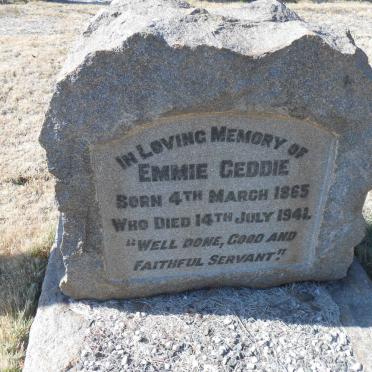 IN LOVING MEMORY OF
EMMIE GEDDIE
BORN 4TH MARCH 1865
WHO DIED 14TH JULY 1941.
"WELL DONE, GOOD AND
FAITHFUL SERVANT."